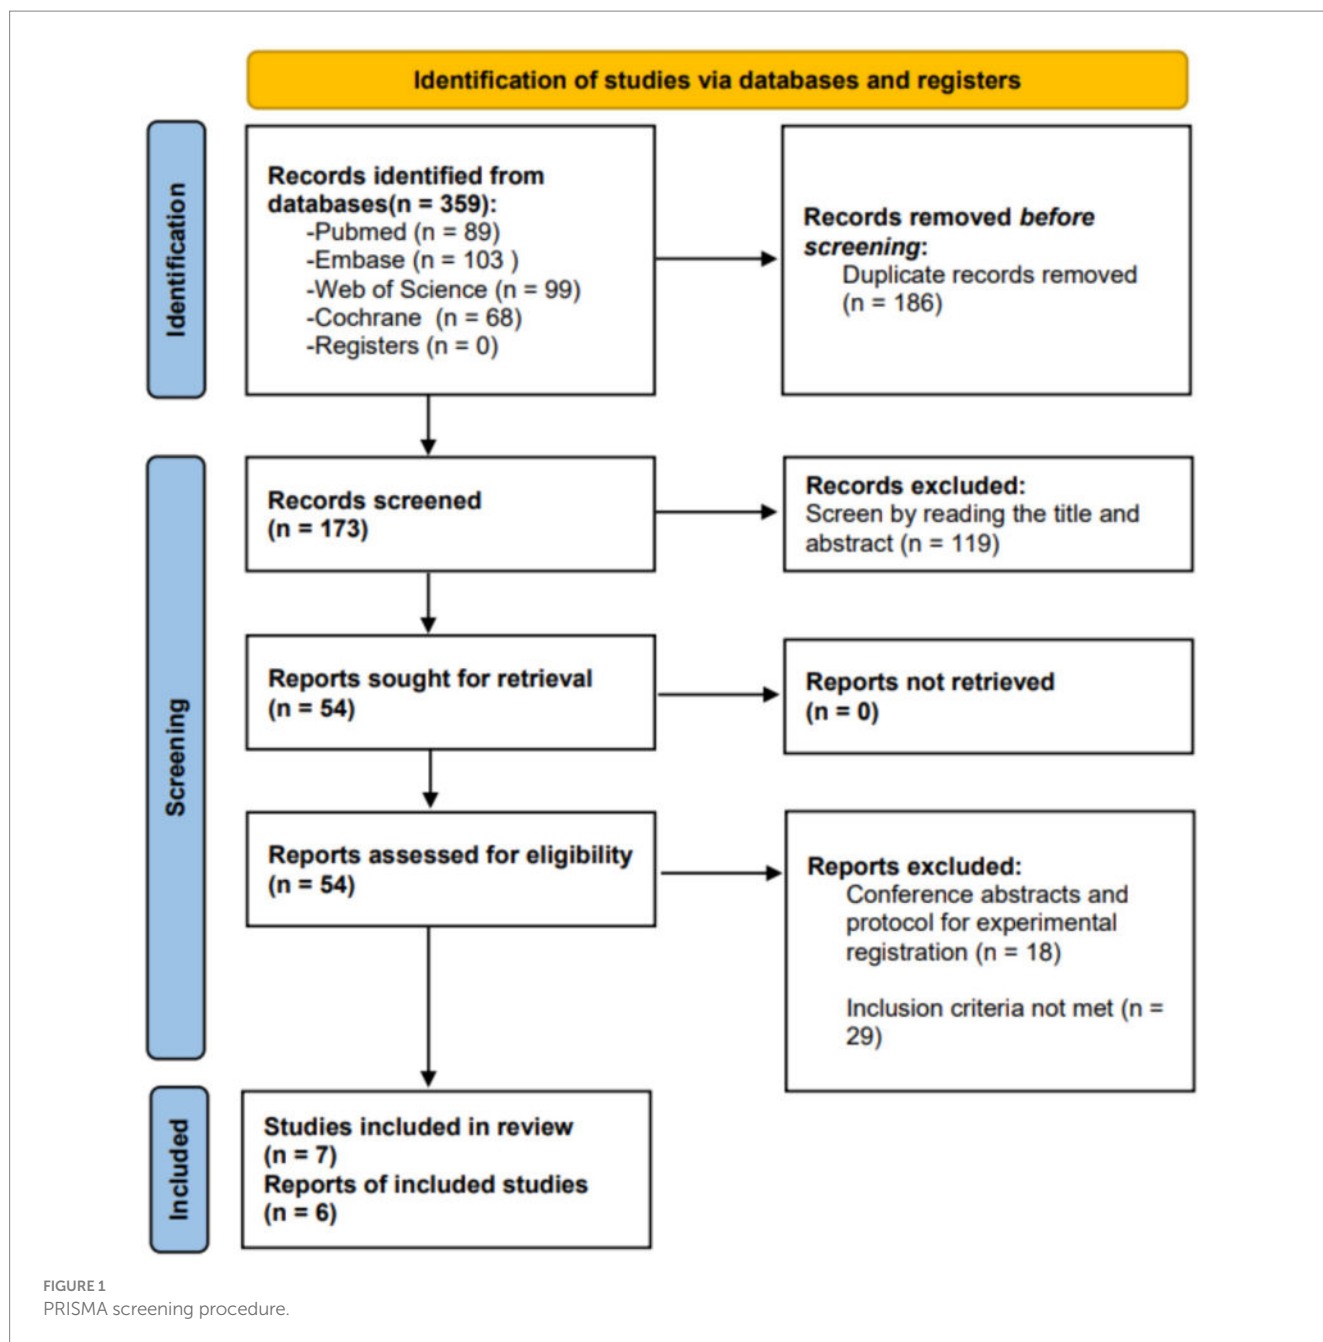 Identification of studies via databases and registers
Identification
Records identified from
databases(n = 359):
-Pubmed (n = 89)
-Embase (n = 103 )
-Web of Science (n = 99)
-Cochrane  (n = 68)
-Registers (n = 0)
Records removed before
screening:
Duplicate records removed
(n = 186)
Screening
Records screened
(n = 173)
Records excluded:
Screen by reading the title and
abstract (n = 119)
Reports sought for retrieval
(n = 54)
Reports not retrieved
(n = 0)
Reports assessed for eligibility
(n = 54)
Reports excluded:
Conference abstracts and
protocol for experimental
registration (n = 18)
Inclusion criteria not met (n =
29)
Included
Studies included in review
(n = 7)
Reports of included studies
(n = 6)
FIGURE 1
PRISMA screening procedure.